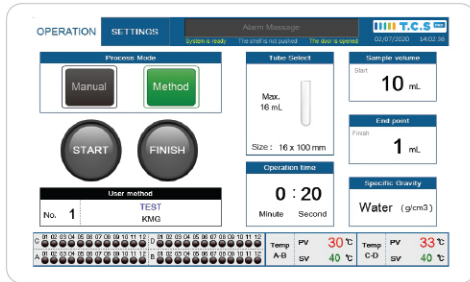 OPERATION SETTINGS Alarm Massage T.C.S
System is ready The shelf is not pushed The door is opened 02/07/2020 14:02:56
Process Mode Tube Select Sample volume
Manual Method Max. 16 mL Start 10 mL
START FINISH Size : 16 x 100 mm
End point
Finish 1 mL
Operation time
0 : 20
Minute Second
User method
No. 1 TEST
KMG
Specific Gravity
Water (g/cm3)
C 01 02 03 04 05 06 07 08 09 10 11 12 D 01 02 03 04 05 06 07 08 09 10 11 12
A 01 02 03 04 05 06 07 08 09 10 11 12 B 01 02 03 04 05 06 07 08 09 10 11 12
Temp A-B PV 30 ℃ SV 40 ℃
Temp C-D PV 33 ℃ SV 40 ℃